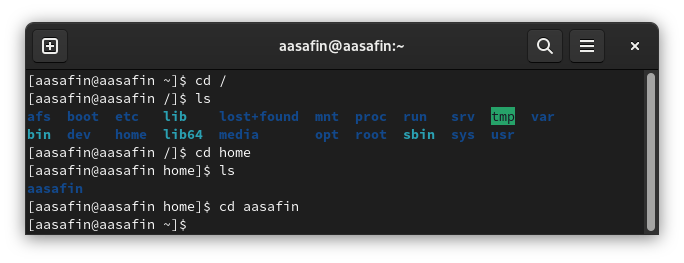 aasafin@aasafin:~
[aasafin@aasafin ~]$ cd /
[aasafin@aasafin /]$ ls
afs  boot  etc   lib    lost+found  mnt  proc  run   srv  tmp  var
bin  dev   home  lib64  media       opt  root  sbin  sys  usr
[aasafin@aasafin /]$ cd home
[aasafin@aasafin home]$ ls
aasafin
[aasafin@aasafin home]$ cd aasafin
[aasafin@aasafin ~]$